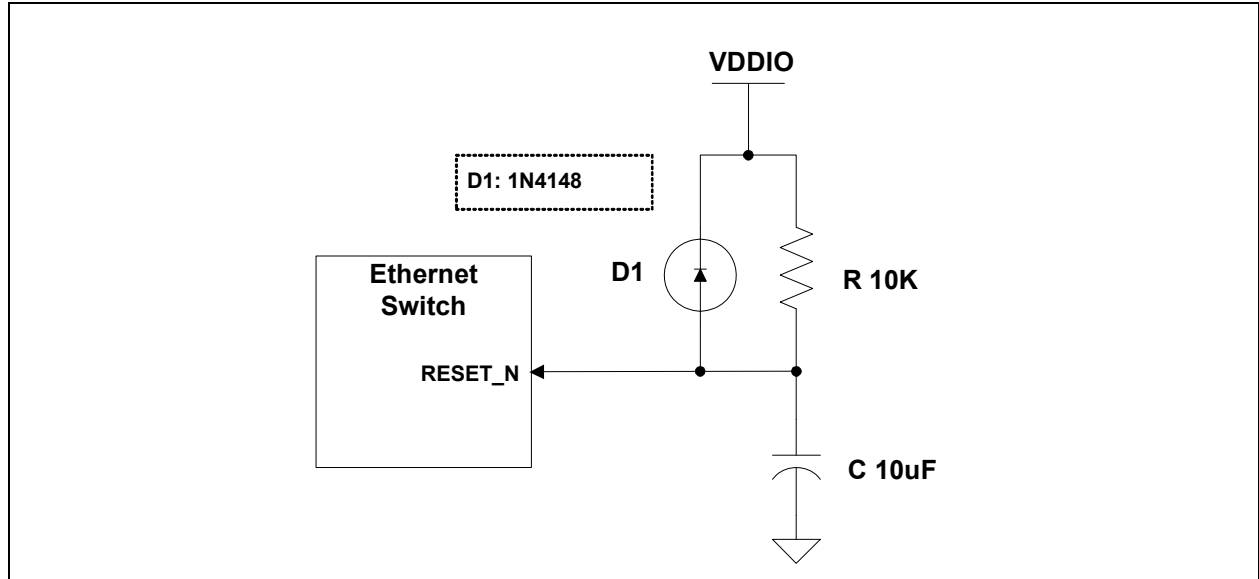 VDDIO
D1: 1N4148
Ethernet
Switch
D1
R 10K
RESET_N
C 10uF